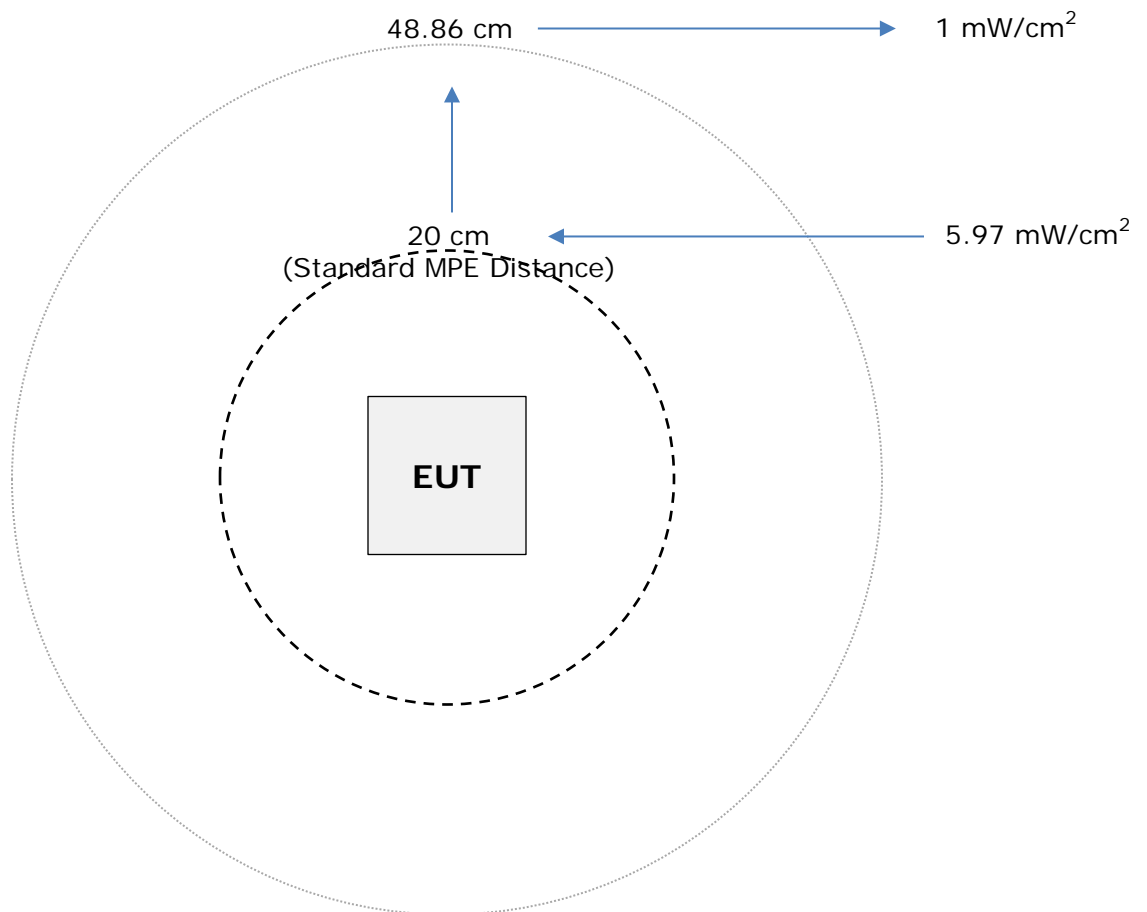 48.86 cm
1 mW/cm²
20 cm
5.97 mW/cm²
(Standard MPE Distance)
EUT